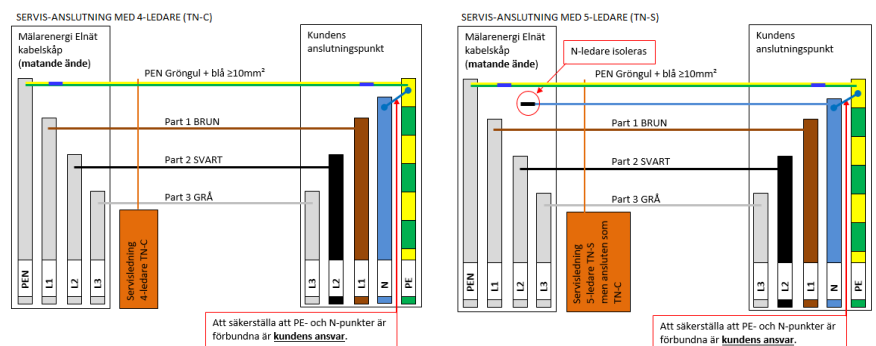 SERVIS-ANSLUTNING MED 4-LEDARE (TN-C)
Mälarenergi Elnät
kabelskåp
(matande ände)
Kundens
anslutningspunkt
PEN Gröngul + blå ≥10mm²
Part 1 BRUN
Part 2 SVART
Part 3 GRÅ
Servisledning
4-ledare TN-C
PEN
L1
L2
L3
L3
L2
L1
N
PE
Att säkerställa att PE- och N-punkter är
förbundna är kundens ansvar.
SERVIS-ANSLUTNING MED 5-LEDARE (TN-S)
Mälarenergi Elnät
kabelskåp
(matande ände)
N-ledare isoleras
Kundens
anslutningspunkt
PEN Gröngul + blå ≥10mm²
Part 1 BRUN
Part 2 SVART
Part 3 GRÅ
Servisledning
5-ledare TN-S
men ansluten som
TN-C
PEN
L1
L2
L3
L3
L2
L1
N
PE
Att säkerställa att PE- och N-punkter är
förbundna är kundens ansvar.